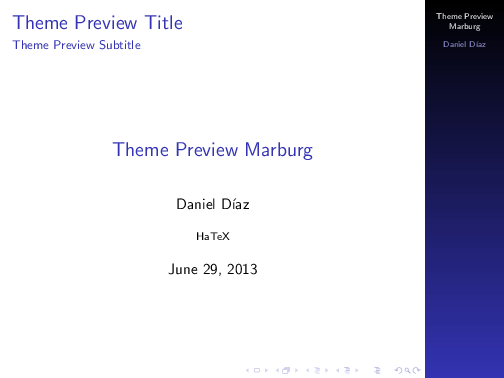 Theme Preview Title
Theme Preview Subtitle
Theme Preview Marburg
Daniel Díaz
HaTeX
June 29, 2013
Theme Preview
Marburg
Daniel Díaz